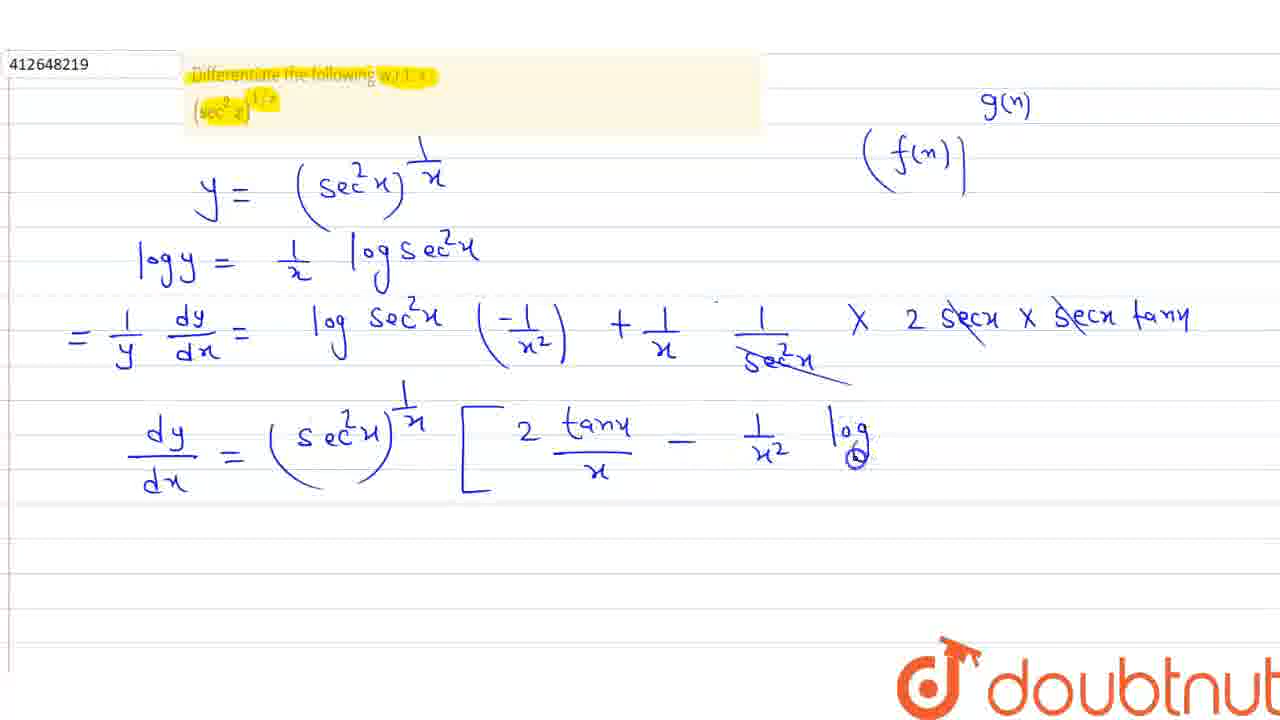 412648219
Differentiate the following w.r.t. x :
(sec² x)^(1/x)
g(x)
(f(x))
y = (sec²x)^(1/x)
log y = 1/x log sec²x
= 1/y dy/dx = log sec²x (-1/x²) + 1/x 1/sec²x × 2 secx × secx tanx
dy/dx = (sec²x)^(1/x) [ 2 tanx/x - 1/x² log
doubtnut